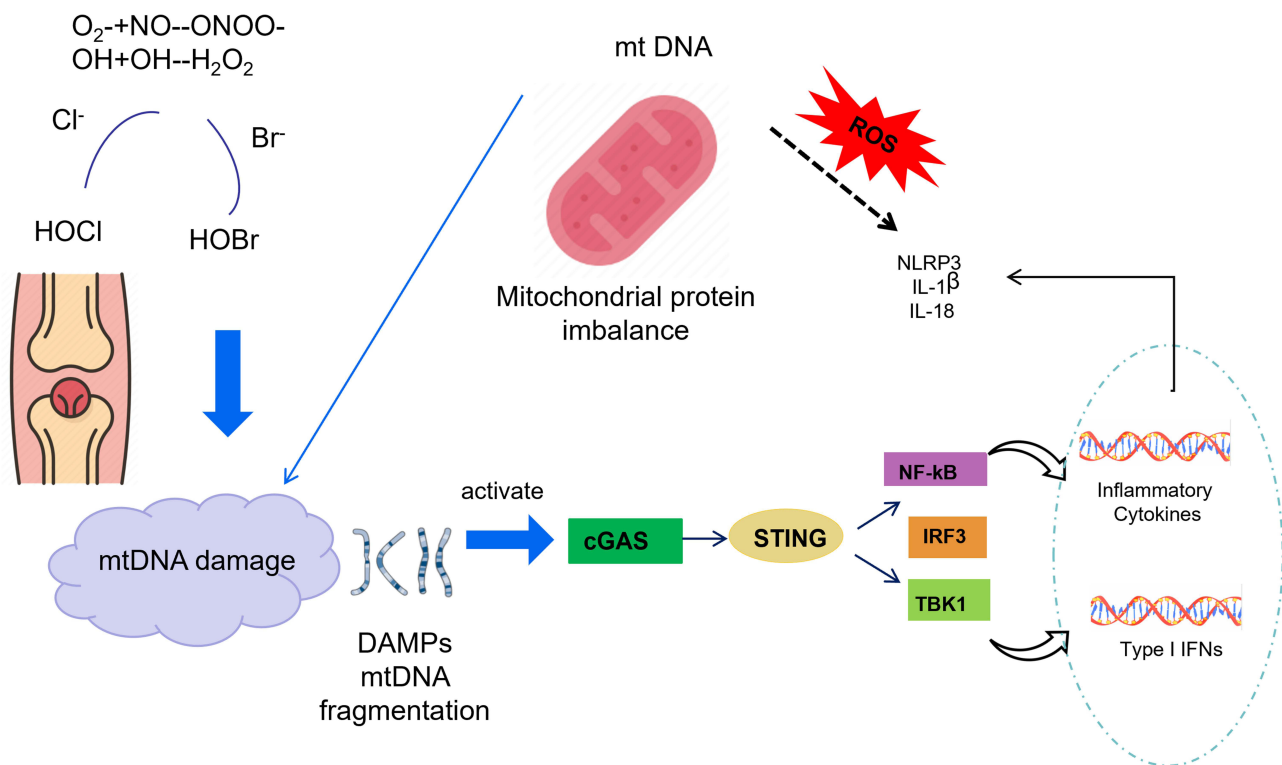 O₂-+NO--ONOO-
OH+OH--H₂O₂
Cl⁻
Br⁻
HOCl
HOBr
mt DNA
ROS
Mitochondrial protein
imbalance
NLRP3
IL-1β
IL-18
mtDNA damage
DAMPs
mtDNA
fragmentation
activate
cGAS
STING
NF-kB
IRF3
TBK1
Inflammatory
Cytokines
Type I IFNs